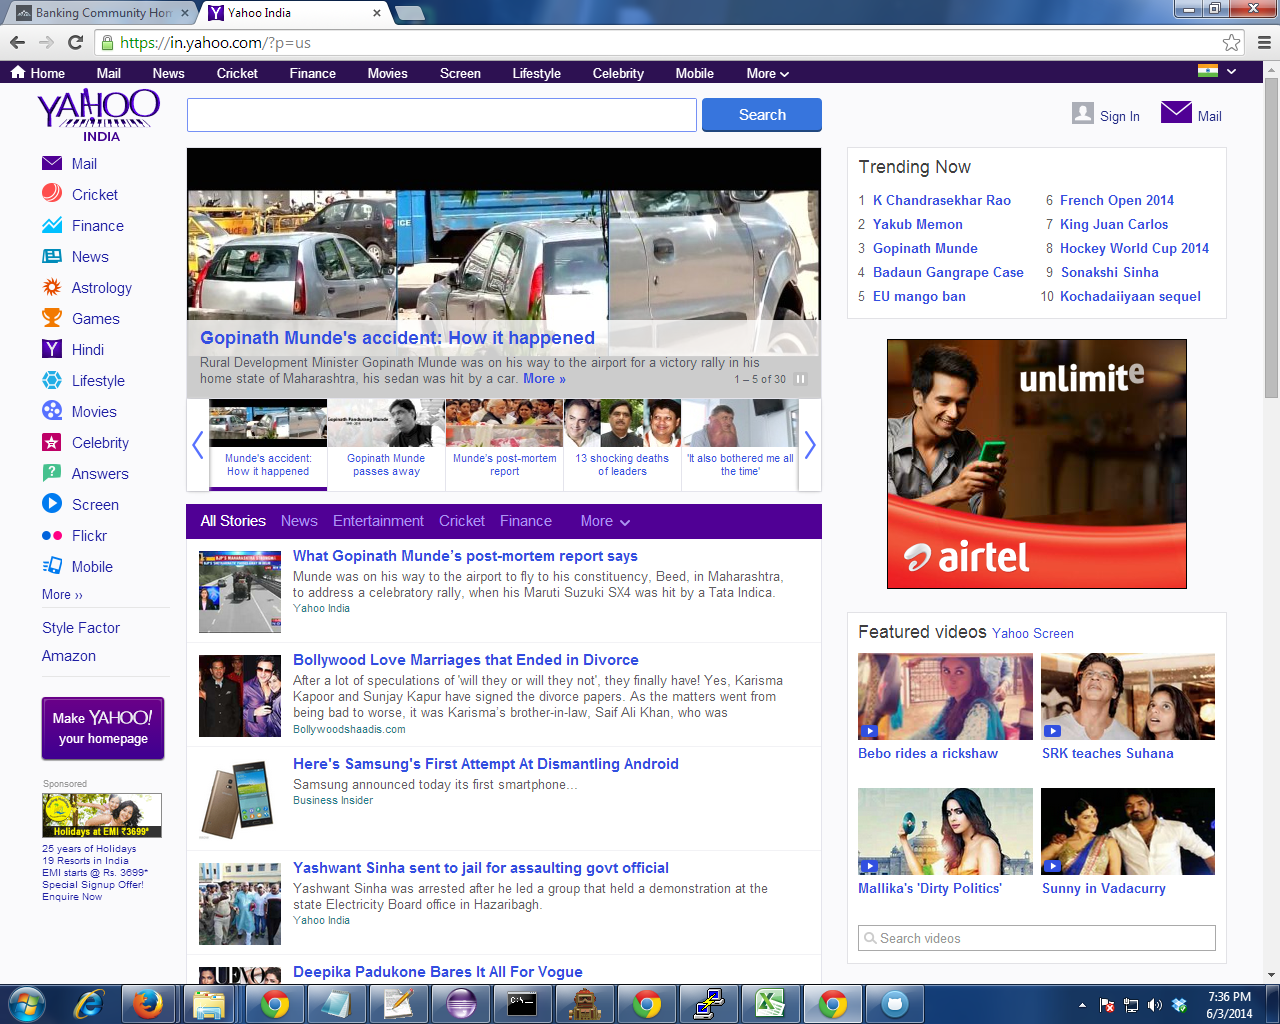 Banking Community Hom
Yahoo India
https://in.yahoo.com/?p=us
Home Mail News Cricket Finance Movies Screen Lifestyle Celebrity Mobile More
YAHOO
INDIA
Search
Sign In
Mail
Mail
Cricket
Finance
News
Astrology
Games
Hindi
Lifestyle
Movies
Celebrity
Answers
Screen
Flickr
Mobile
More ››
Style Factor
Amazon
Make YAHOO!
your homepage
Sponsored
Holidays at EMI ₹3699*
25 years of Holidays
19 Resorts in India
EMI starts @ Rs. 3699*
Special Signup Offer!
Enquire Now
Gopinath Munde's accident: How it happened
Rural Development Minister Gopinath Munde was on his way to the airport for a victory rally in his
home state of Maharashtra, his sedan was hit by a car. More »
1 – 5 of 30
Munde's accident:
How it happened
Gopinath Munde
passes away
Munde's post-mortem
report
13 shocking deaths
of leaders
'It also bothered me all
the time'
All Stories News Entertainment Cricket Finance More
What Gopinath Munde’s post-mortem report says
Munde was on his way to the airport to fly to his constituency, Beed, in Maharashtra,
to address a celebratory rally, when his Maruti Suzuki SX4 was hit by a Tata Indica.
Yahoo India
Bollywood Love Marriages that Ended in Divorce
After a lot of speculations of 'will they or will they not', they finally have! Yes, Karisma
Kapoor and Sunjay Kapur have signed the divorce papers. As the matters went from
being bad to worse, it was Karisma’s brother-in-law, Saif Ali Khan, who was
Bollywoodshaadis.com
Here's Samsung's First Attempt At Dismantling Android
Samsung announced today its first smartphone...
Business Insider
Yashwant Sinha sent to jail for assaulting govt official
Yashwant Sinha was arrested after he led a group that held a demonstration at the
state Electricity Board office in Hazaribagh.
Yahoo India
Deepika Padukone Bares It All For Vogue
Trending Now
1 K Chandrasekhar Rao
2 Yakub Memon
3 Gopinath Munde
4 Badaun Gangrape Case
5 EU mango ban
6 French Open 2014
7 King Juan Carlos
8 Hockey World Cup 2014
9 Sonakshi Sinha
10 Kochadaiiyaan sequel
unlimite
airtel
Featured videos Yahoo Screen
Bebo rides a rickshaw
SRK teaches Suhana
Mallika's 'Dirty Politics'
Sunny in Vadacurry
Search videos
7:36 PM
6/3/2014